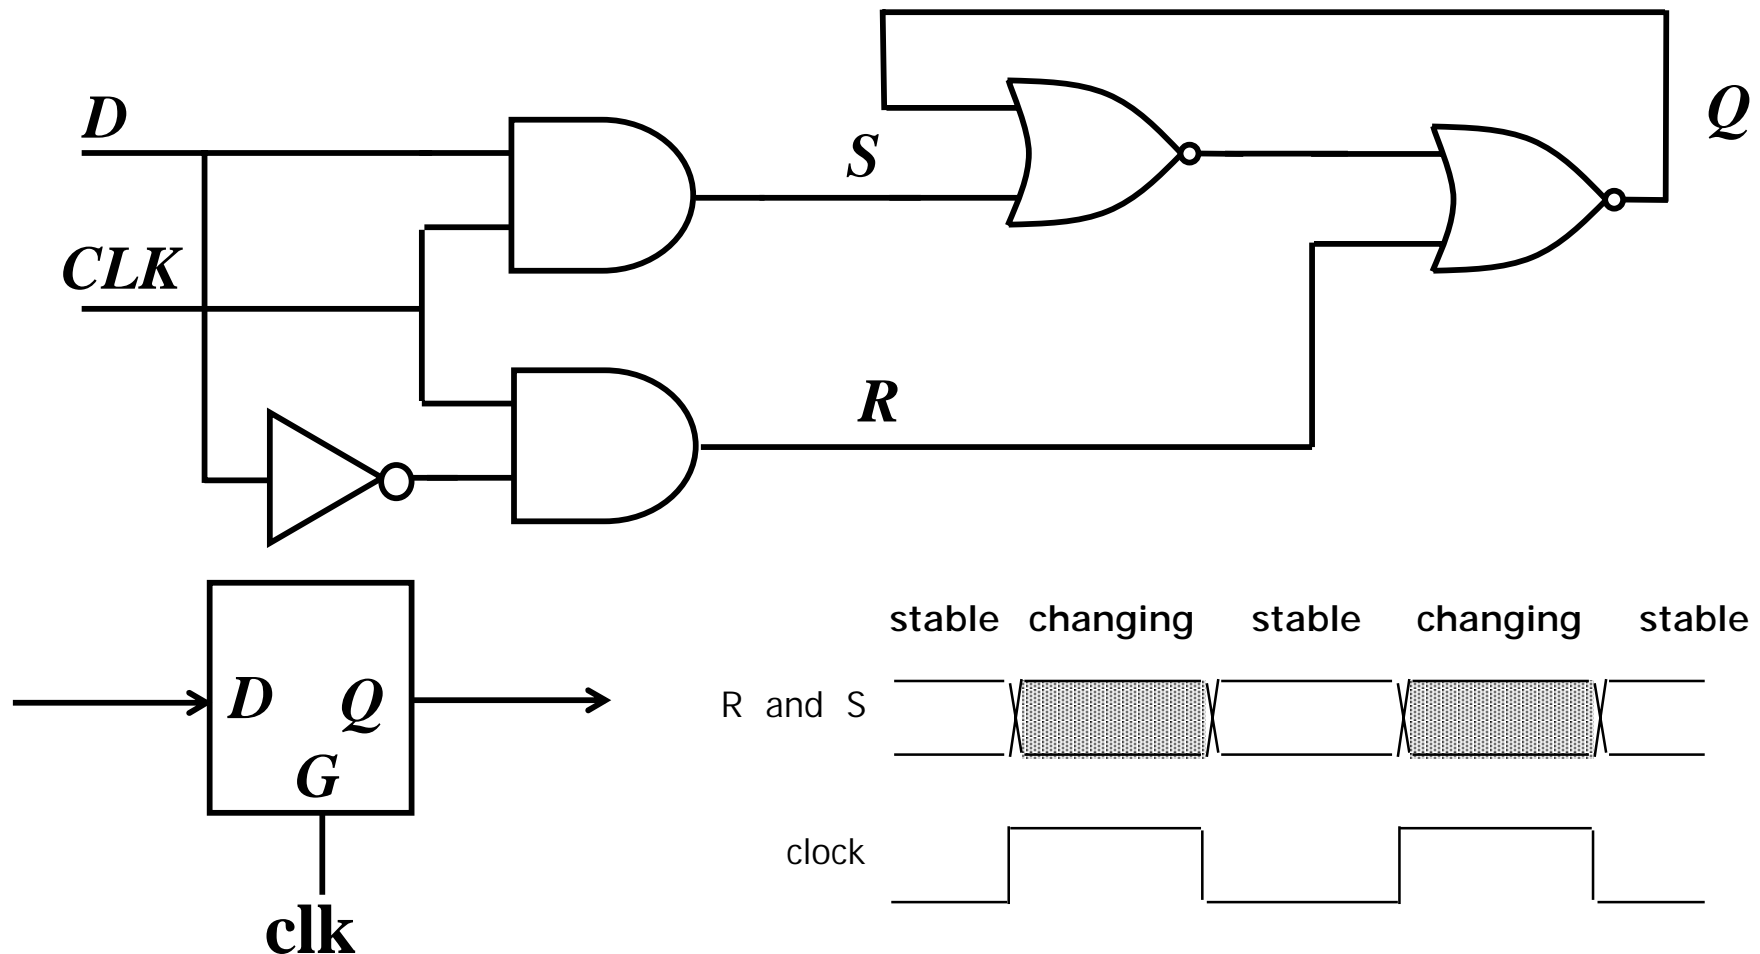 D
Q
S
CLK
R
stable changing stable changing stable
D Q
R and S
G
clock
clk